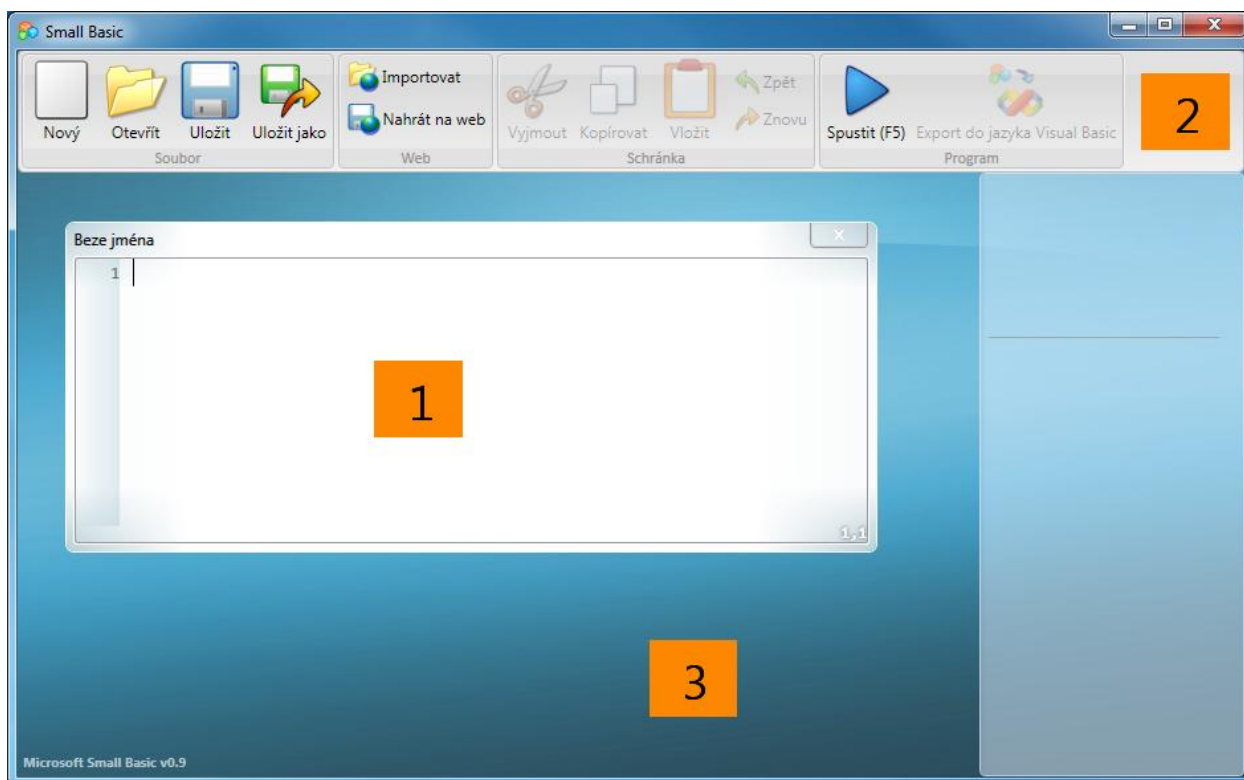 Small Basic
Nový Otevřít Uložit Uložit jako
Soubor
Importovat
Nahrát na web
Web
Vyjmout Kopírovat Vložit
Zpět
Znovu
Schránka
Spustit (F5) Export do jazyka Visual Basic
Program
2
Beze jména
1
1
1,1
3
Microsoft Small Basic v0.9